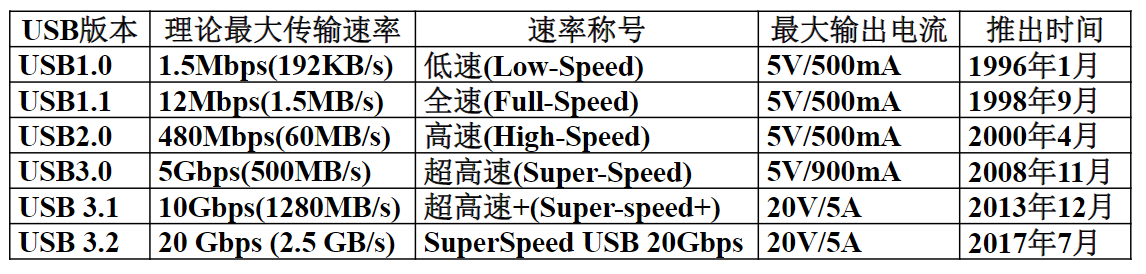 USB版本 理论最大传输速率 速率称号 最大输出电流 推出时间
USB1.0 1.5Mbps(192KB/s) 低速(Low-Speed) 5V/500mA 1996年1月
USB1.1 12Mbps(1.5MB/s) 全速(Full-Speed) 5V/500mA 1998年9月
USB2.0 480Mbps(60MB/s) 高速(High-Speed) 5V/500mA 2000年4月
USB3.0 5Gbps(500MB/s) 超高速(Super-Speed) 5V/900mA 2008年11月
USB 3.1 10Gbps(1280MB/s) 超高速+(Super-speed+) 20V/5A 2013年12月
USB 3.2 20 Gbps (2.5 GB/s) SuperSpeed USB 20Gbps 20V/5A 2017年7月